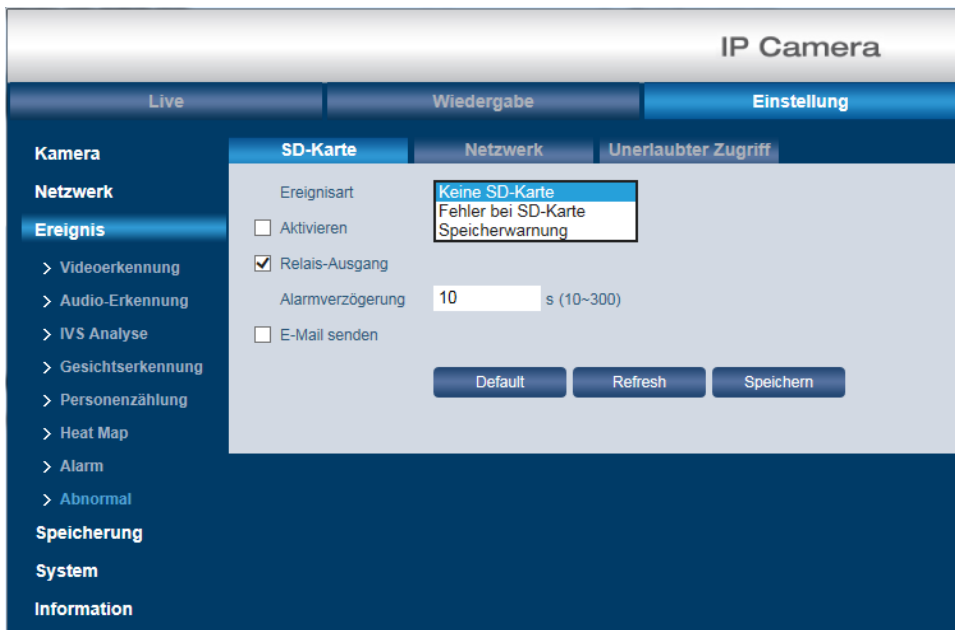 IP Camera
Live
Wiedergabe
Einstellung
Kamera
Netzwerk
Ereignis
Videoerkennung
Audio-Erkennung
IVS Analyse
Gesichtserkennung
Personenzählung
Heat Map
Alarm
Abnormal
Speicherung
System
Information
SD-Karte
Netzwerk
Unerlaubter Zugriff
Ereignisart
Keine SD-Karte
Fehler bei SD-Karte
Speicherwarnung
Aktivieren
Relais-Ausgang
Alarmverzögerung 10 s (10~300)
E-Mail senden
Default
Refresh
Speichern